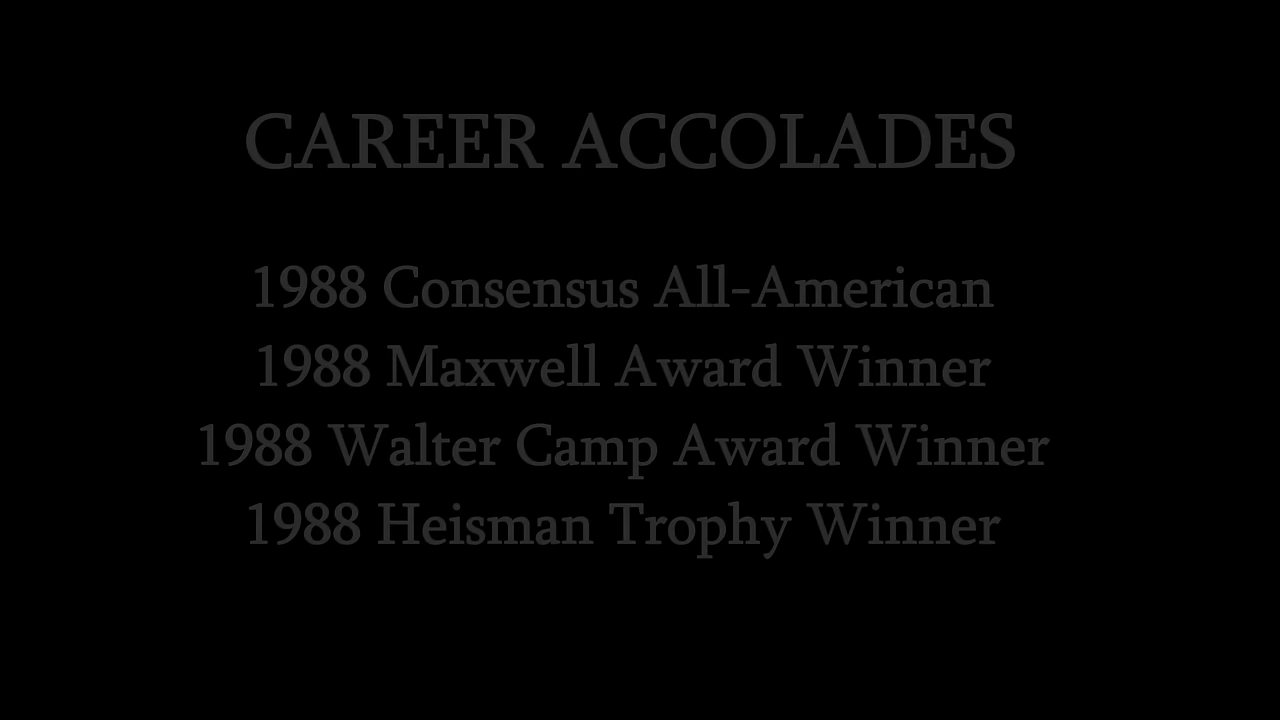 CAREER ACCOLADES
1988 Consensus All-American
1988 Maxwell Award Winner
1988 Walter Camp Award Winner
1988 Heisman Trophy Winner